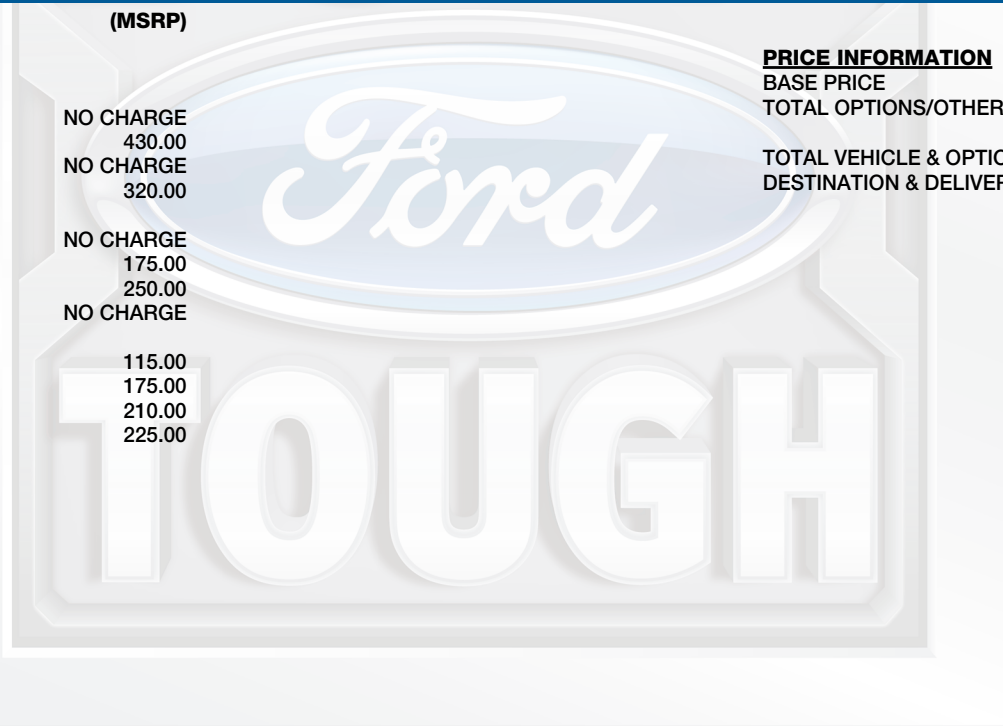 (MSRP)
NO CHARGE
430.00
NO CHARGE
320.00
NO CHARGE
175.00
250.00
NO CHARGE
115.00
175.00
210.00
225.00
PRICE INFORMATION
BASE PRICE
TOTAL OPTIONS/OTHER
TOTAL VEHICLE & OPTIO
DESTINATION & DELIVER
Ford
TOUGH